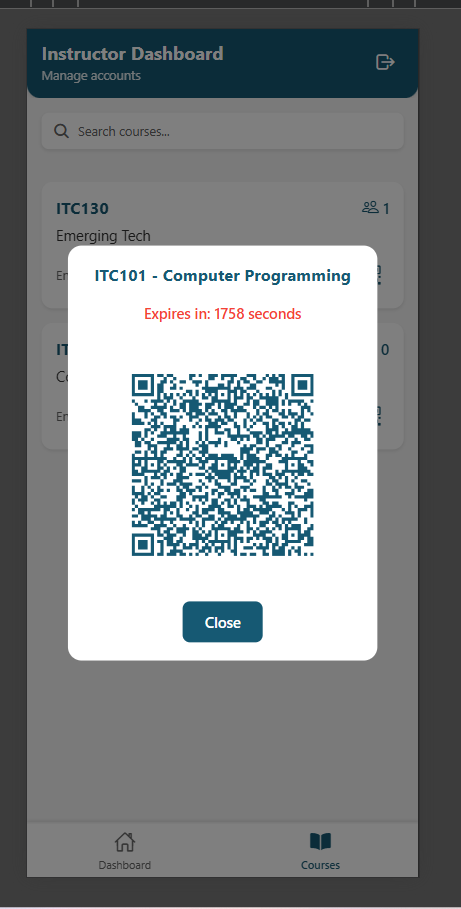 Instructor Dashboard
Manage accounts
Search courses...
ITC130
1
Emerging Tech
ITC101 - Computer Programming
Expires in: 1758 seconds
0
Close
Dashboard
Courses